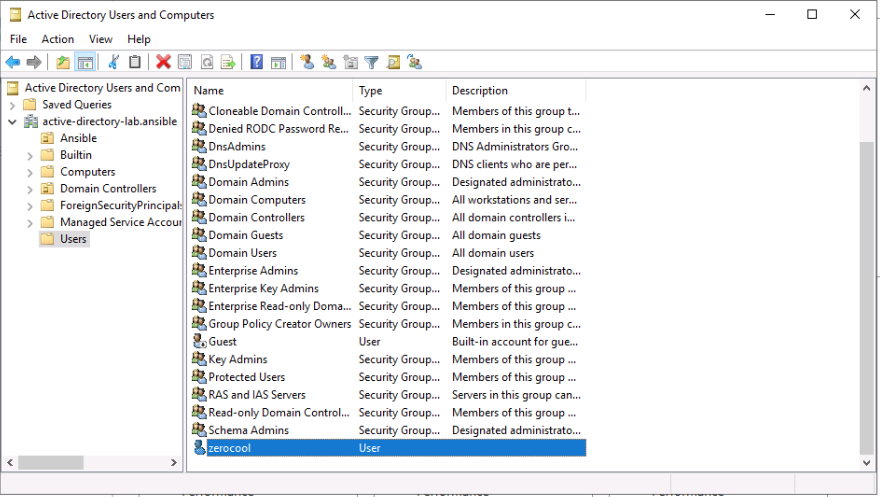 Active Directory Users and Computers
File Action View Help
Active Directory Users and Com
Saved Queries
active-directory-lab.ansible
Ansible
Builtin
Computers
Domain Controllers
ForeignSecurityPrincipals
Managed Service Accour
Users
Name Type Description
Cloneable Domain Controll... Security Group... Members of this group t...
Denied RODC Password Re... Security Group... Members in this group c...
DnsAdmins Security Group... DNS Administrators Gro...
DnsUpdateProxy Security Group... DNS clients who are per...
Domain Admins Security Group... Designated administrato...
Domain Computers Security Group... All workstations and ser...
Domain Controllers Security Group... All domain controllers i...
Domain Guests Security Group... All domain guests
Domain Users Security Group... All domain users
Enterprise Admins Security Group... Designated administrato...
Enterprise Key Admins Security Group... Members of this group ...
Enterprise Read-only Doma... Security Group... Members of this group ...
Group Policy Creator Owners Security Group... Members in this group c...
Guest User Built-in account for gue...
Key Admins Security Group... Members of this group ...
Protected Users Security Group... Members of this group ...
RAS and IAS Servers Security Group... Servers in this group can...
Read-only Domain Control... Security Group... Members of this group ...
Schema Admins Security Group... Designated administrato...
zerocool User